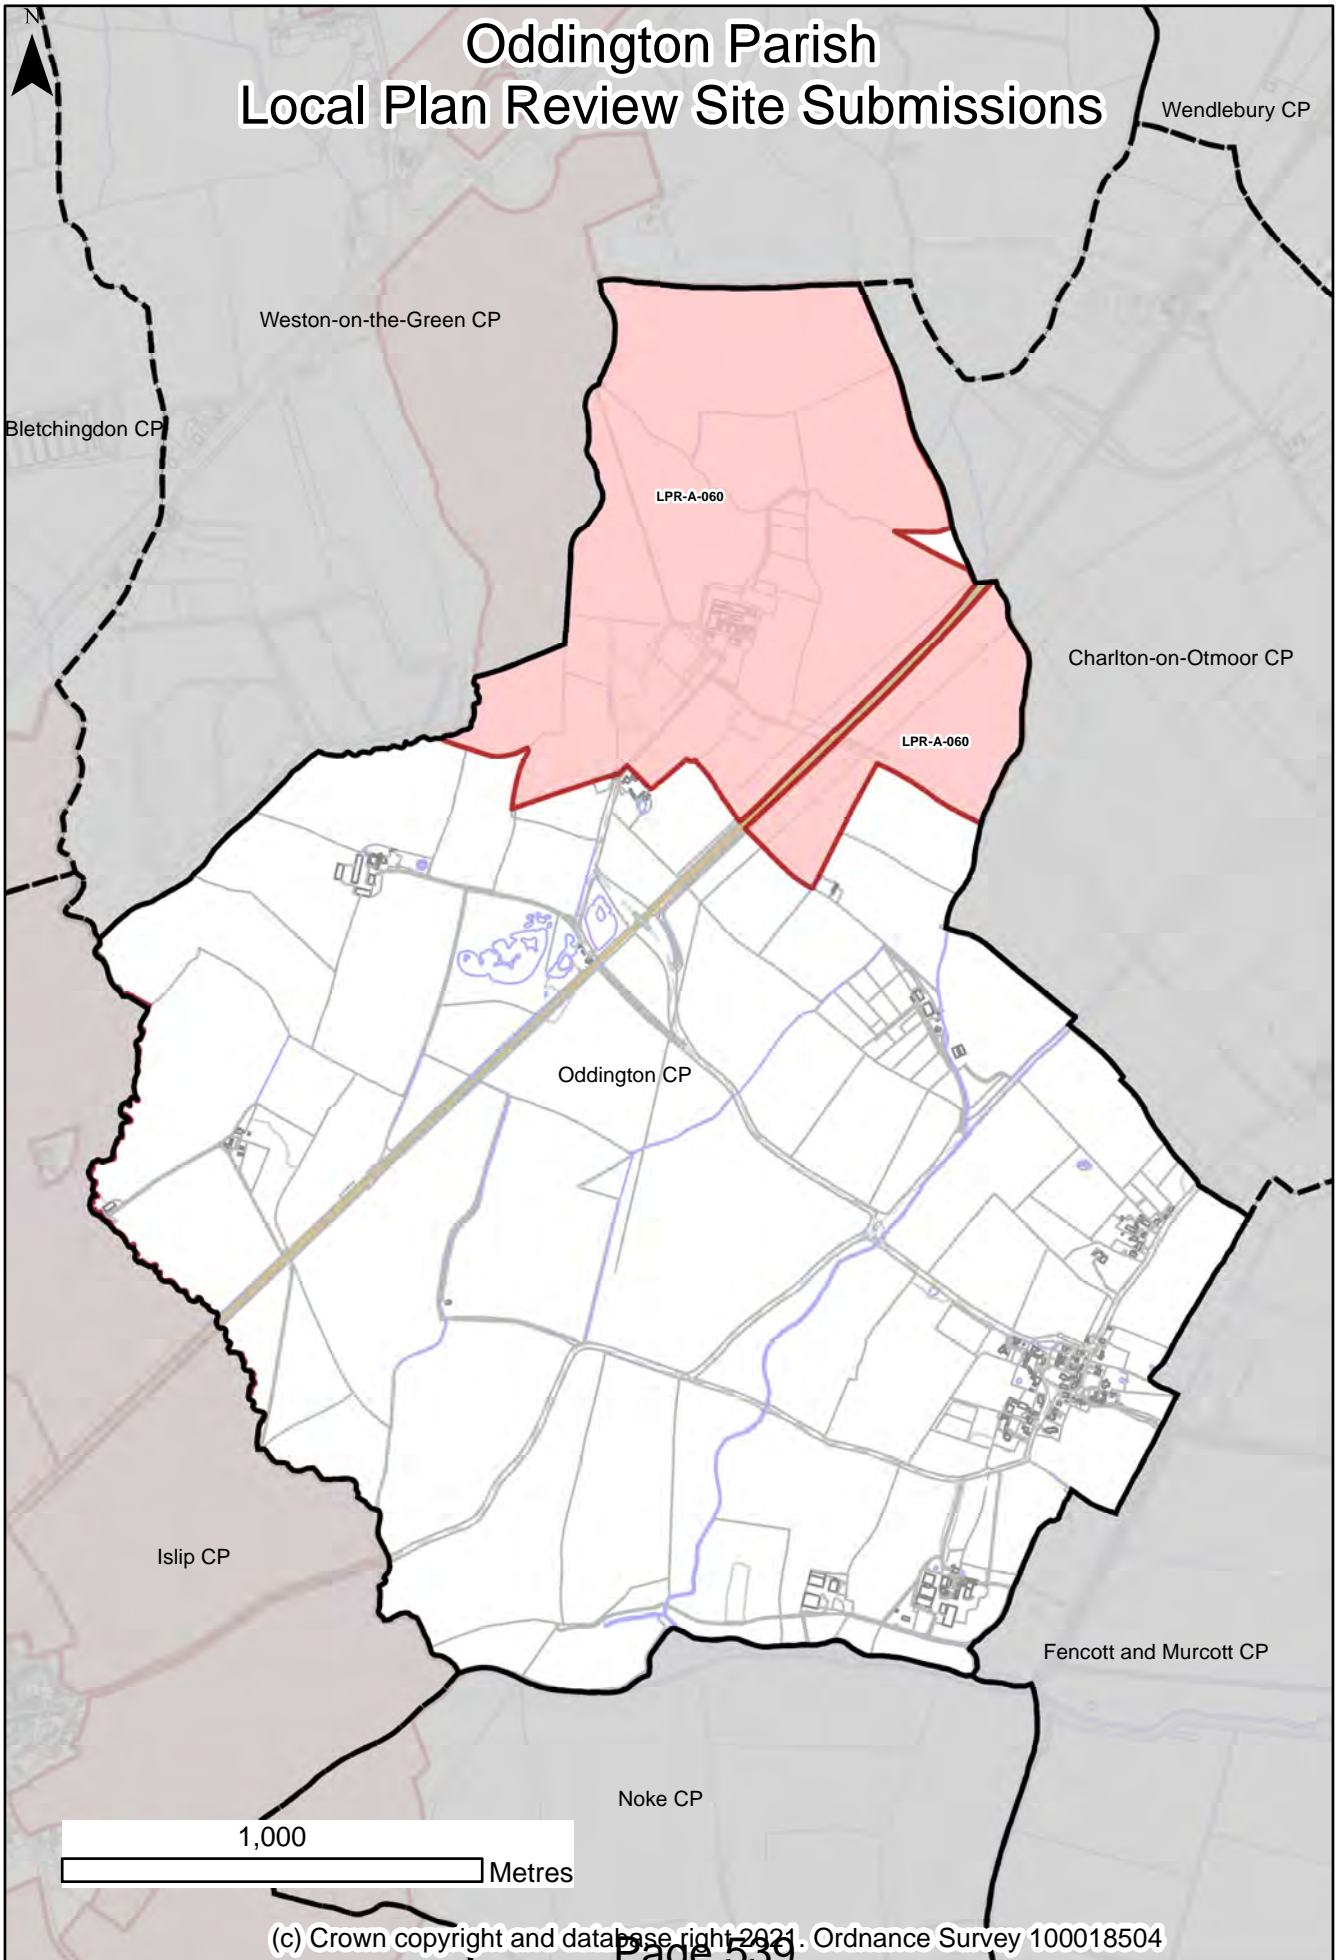 N
Oddington Parish
Local Plan Review Site Submissions
Wendlebury CP
Weston-on-the-Green CP
Bletchingdon CP
LPR-A-060
Charlton-on-Otmoor CP
LPR-A-060
Oddington CP
Islip CP
Fencott and Murcott CP
Noke CP
1,000
Metres
(c) Crown copyright and database right 2021. Ordnance Survey 100018504
Page 539